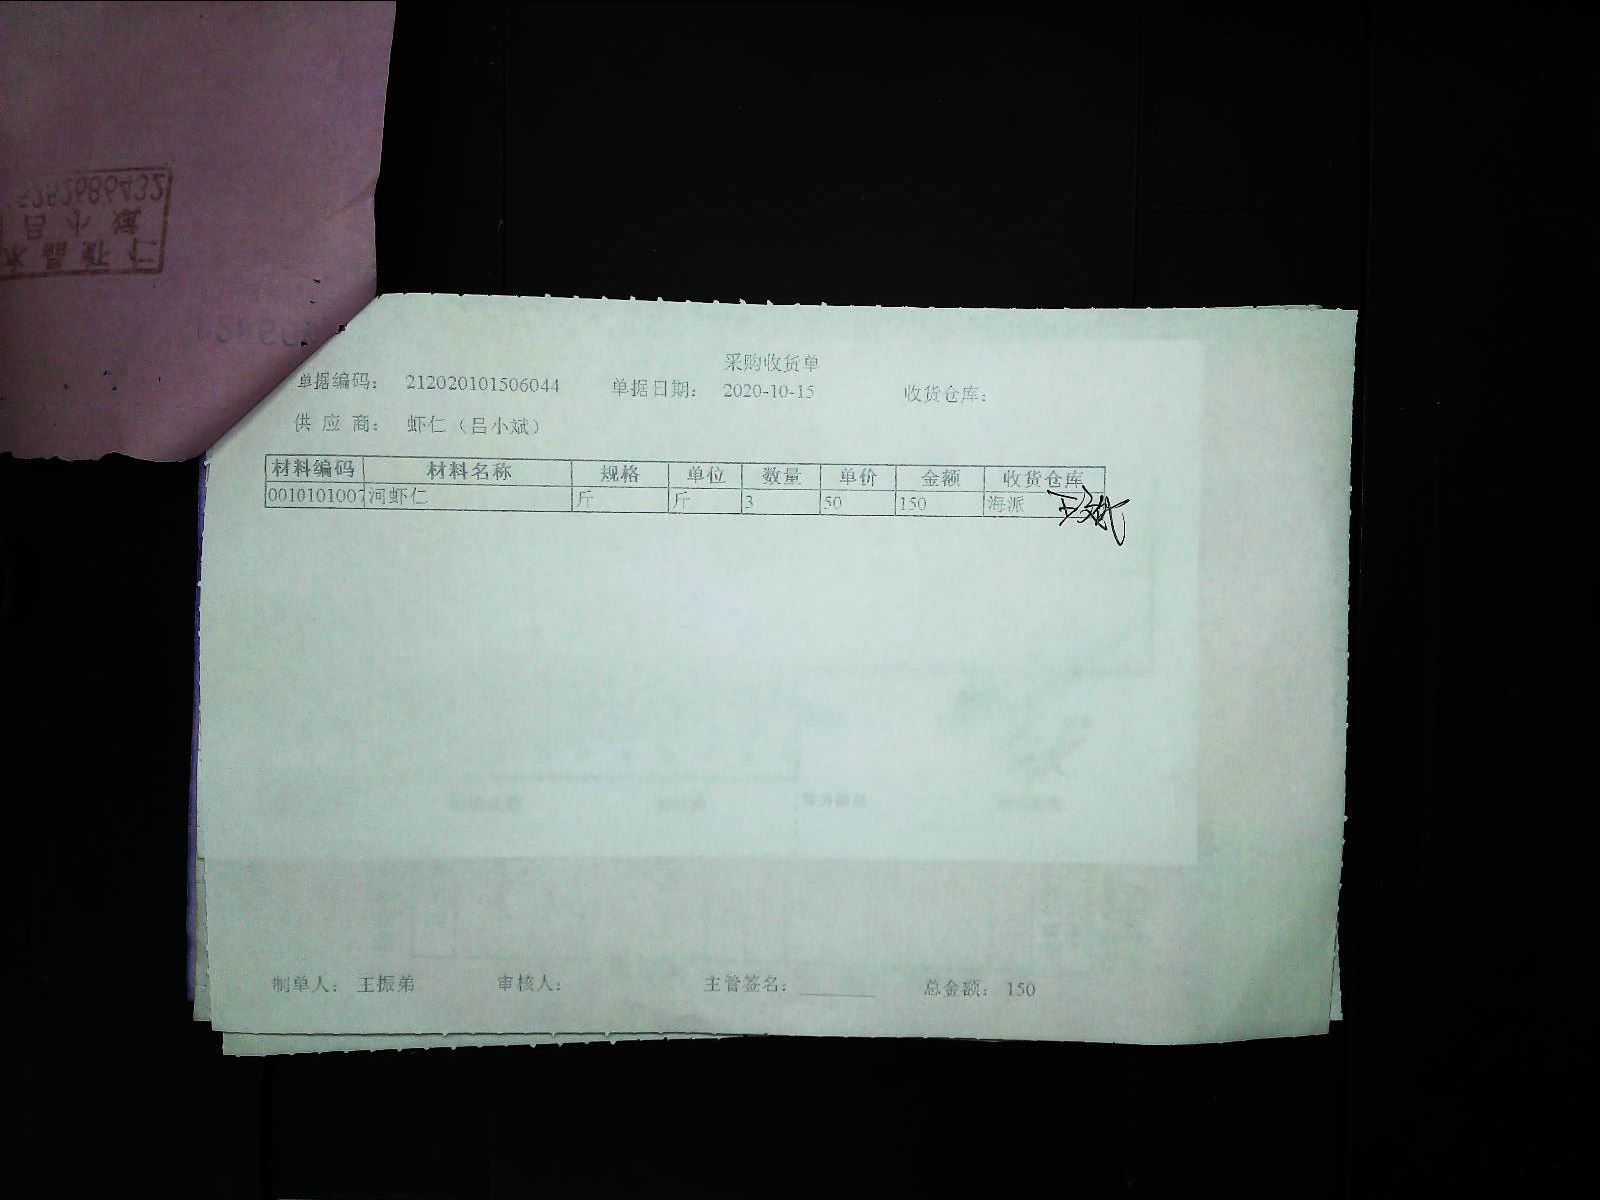 采购收货单
单据编码： 212020101506044 单据日期： 2020-10-15 收货仓库：
供 应 商： 虾仁（吕小斌）
材料编码 材料名称 规格 单位 数量 单价 金额 收货仓库
0010101007 河虾仁 斤 斤 3 50 150 海派
制单人： 王振弟 审核人： 主管签名： ________ 总金额： 150